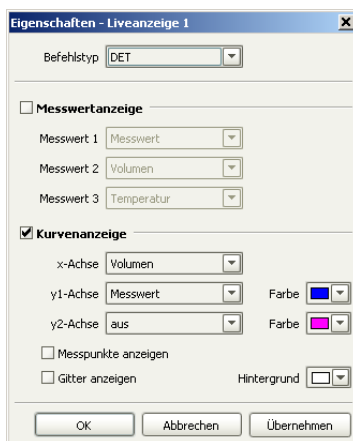 Eigenschaften - Liveanzeige 1
Befehlstyp DET
Messwertanzeige
Messwert 1 Messwert
Messwert 2 Volumen
Messwert 3 Temperatur
Kurvenanzeige
x-Achse Volumen
y1-Achse Messwert Farbe
y2-Achse aus Farbe
Messpunkte anzeigen
Gitter anzeigen Hintergrund
OK Abbrechen Übernehmen